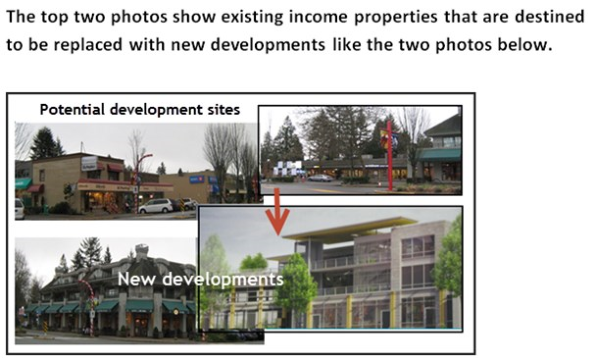 The top two photos show existing income properties that are destined
to be replaced with new developments like the two photos below.
Potential development sites
New developments